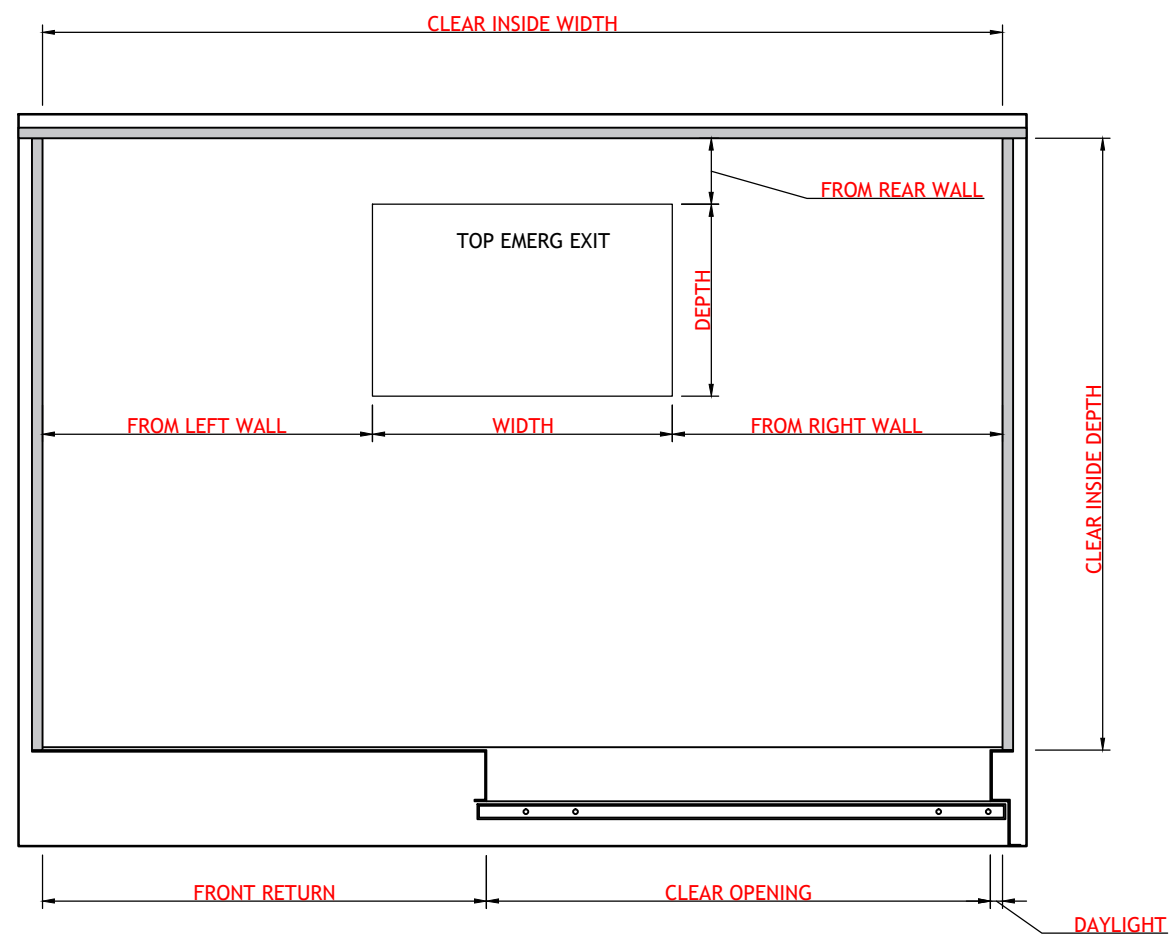 CLEAR INSIDE WIDTH
FROM REAR WALL
TOP EMERG EXIT
DEPTH
FROM LEFT WALL
WIDTH
FROM RIGHT WALL
CLEAR INSIDE DEPTH
FRONT RETURN
CLEAR OPENING
DAYLIGHT